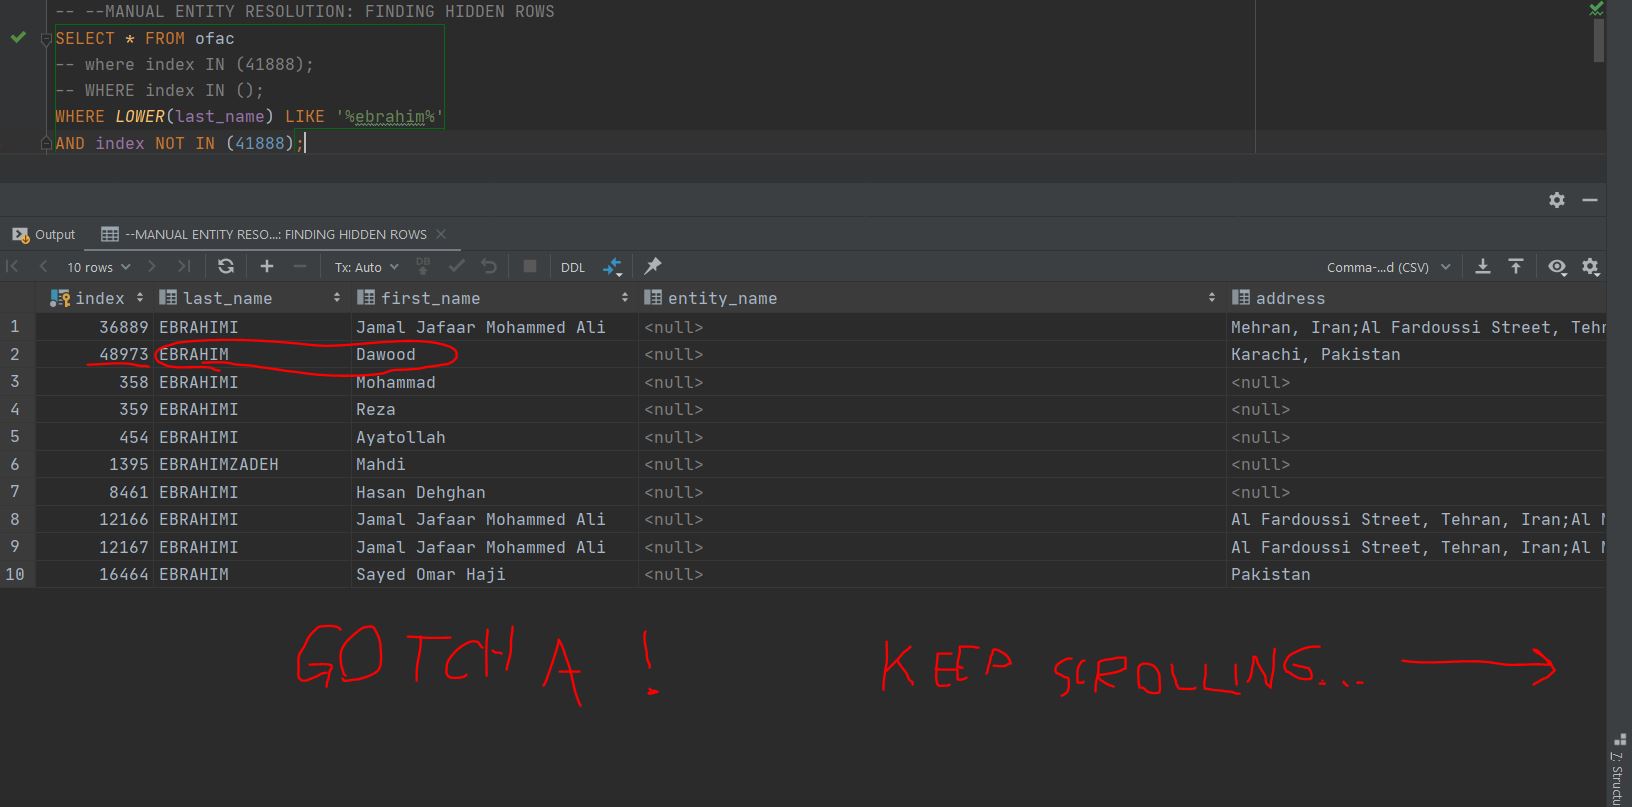 -- --MANUAL ENTITY RESOLUTION: FINDING HIDDEN ROWS
SELECT * FROM ofac
-- where index IN (41888);
-- WHERE index IN ();
WHERE LOWER(last_name) LIKE '%ebrahim%'
AND index NOT IN (41888);
Output --MANUAL ENTITY RESO...: FINDING HIDDEN ROWS
10 rows Tx: Auto DB DDL Comma-...d (CSV)
index last_name first_name entity_name address
1 36889 EBRAHIMI Jamal Jafaar Mohammed Ali <null> Mehran, Iran;Al Fardoussi Street, Tehr
2 48973 EBRAHIM Dawood <null> Karachi, Pakistan
3 358 EBRAHIMI Mohammad <null> <null>
4 359 EBRAHIMI Reza <null> <null>
5 454 EBRAHIMI Ayatollah <null> <null>
6 1395 EBRAHIMZADEH Mahdi <null> <null>
7 8461 EBRAHIMI Hasan Dehghan <null> <null>
8 12166 EBRAHIMI Jamal Jafaar Mohammed Ali <null> Al Fardoussi Street, Tehran, Iran;Al M
9 12167 EBRAHIMI Jamal Jafaar Mohammed Ali <null> Al Fardoussi Street, Tehran, Iran;Al M
10 16464 EBRAHIM Sayed Omar Haji <null> Pakistan
GOTCHA! KEEP SCROLLING...
7: Structu